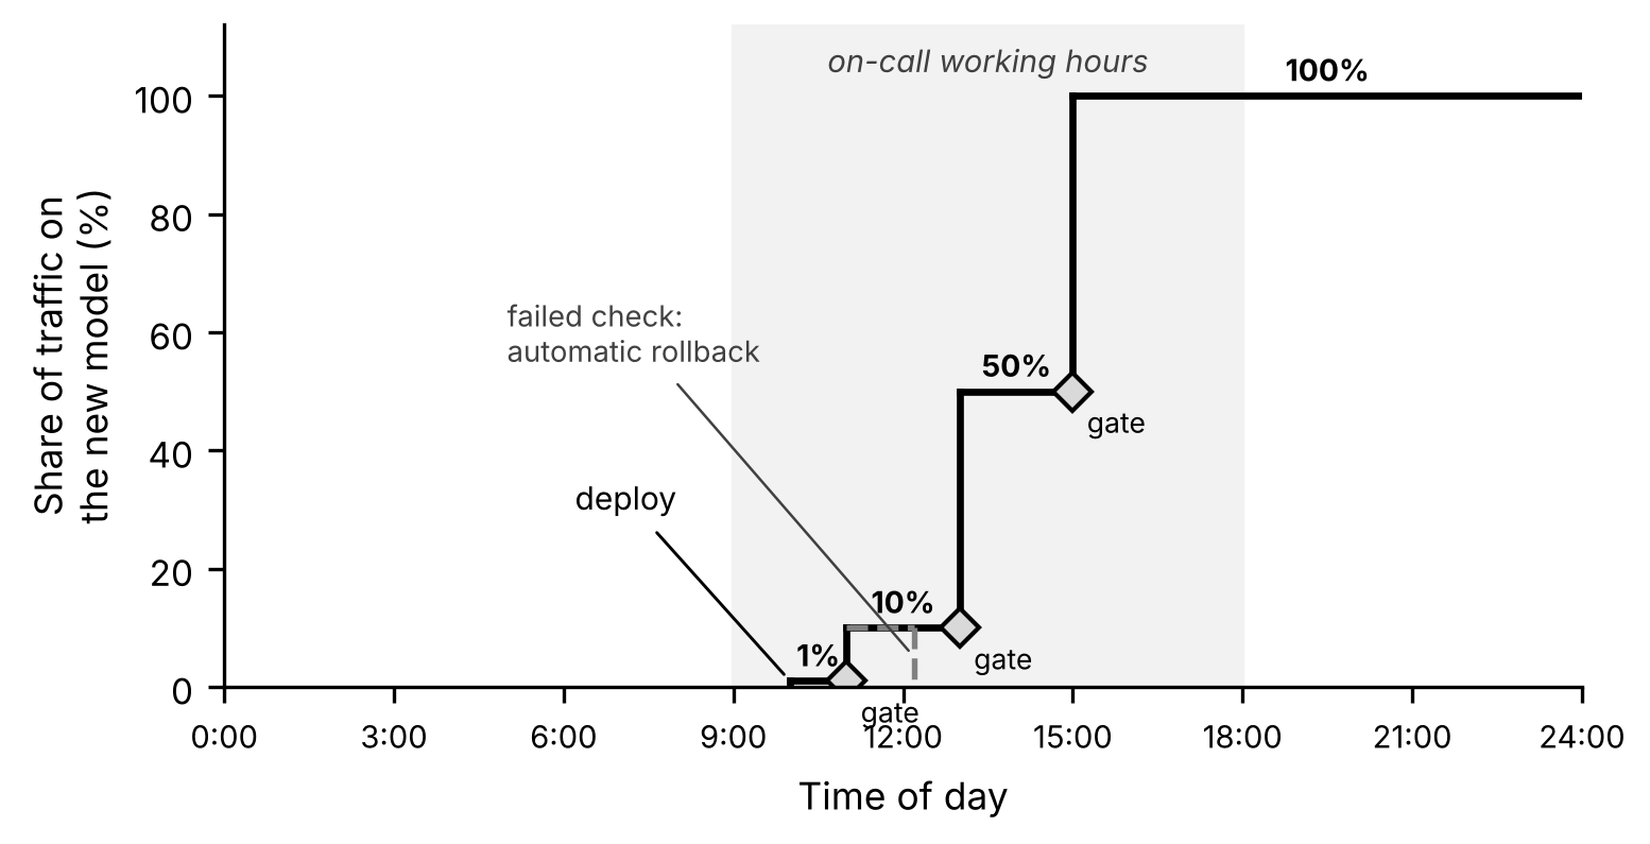 on-call working hours
100%
100
80
60
40
20
0
Share of traffic on
the new model (%)
failed check:
automatic rollback
50%
gate
deploy
10%
gate
1%
gate
0:00
3:00
6:00
9:00
12:00
15:00
18:00
21:00
24:00
Time of day